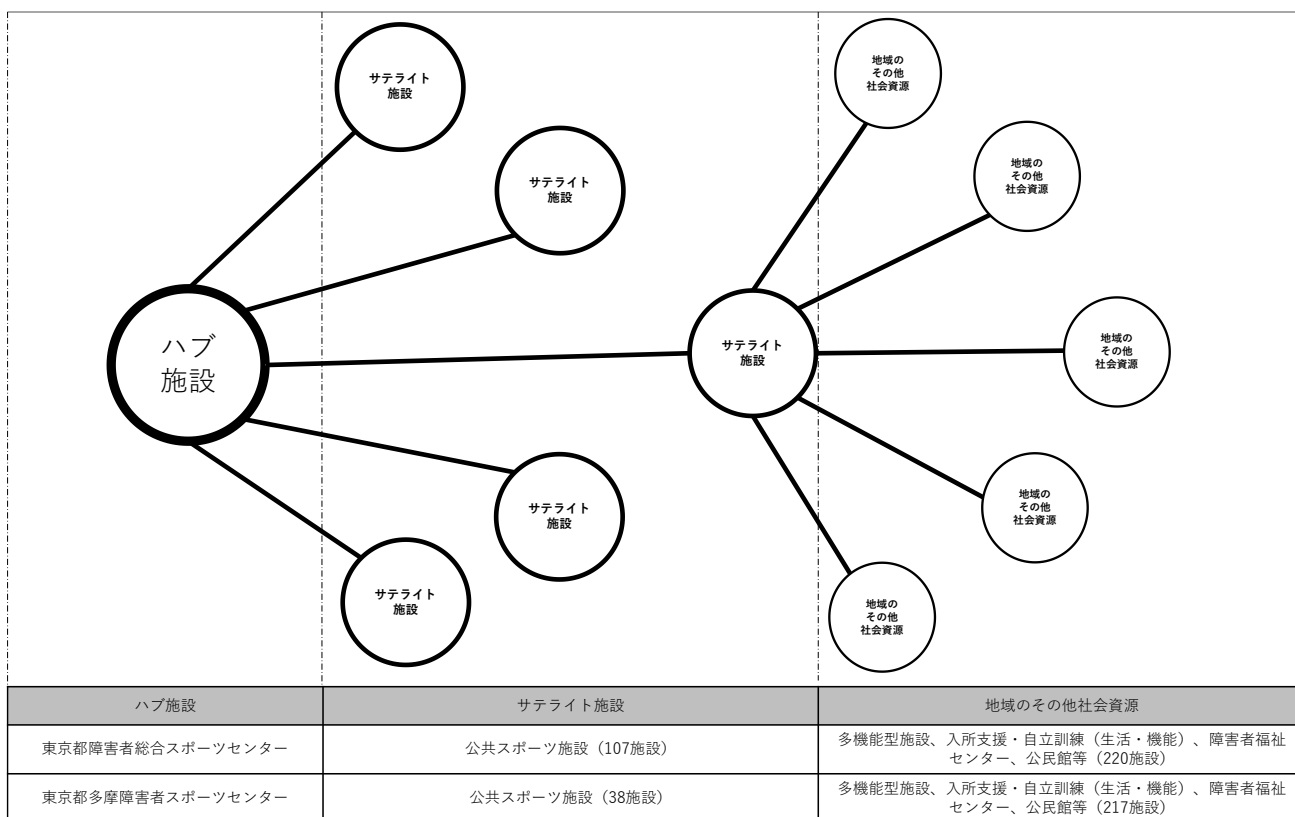 サテライト
施設
サテライト
施設
ハブ
施設
サテライト
施設
サテライト
施設
サテライト
施設
地域の
その他
社会資源
地域の
その他
社会資源
地域の
その他
社会資源
地域の
その他
社会資源
地域の
その他
社会資源
ハブ施設
サテライト施設
地域のその他社会資源
東京都障害者総合スポーツセンター
公共スポーツ施設（107施設）
多機能型施設、入所支援・自立訓練（生活・機能）、障害者福祉
センター、公民館等（220施設）
東京都多摩障害者スポーツセンター
公共スポーツ施設（38施設）
多機能型施設、入所支援・自立訓練（生活・機能）、障害者福祉
センター、公民館等（217施設）